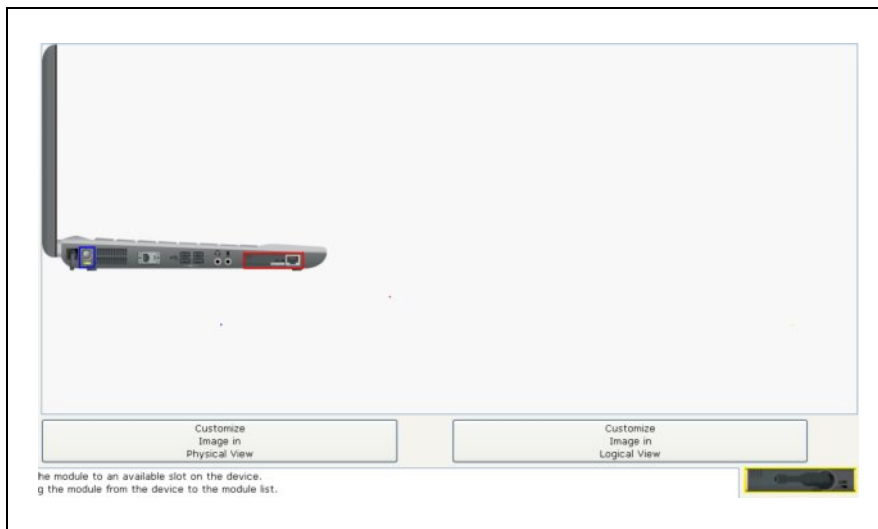 Customize
Image in
Physical View
Customize
Image in
Logical View
he module to an available slot on the device.
g the module from the device to the module list.